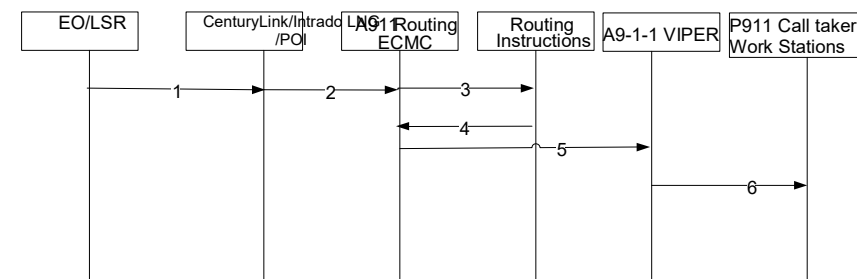 EO/LSR
CenturyLink/Intrado LNG
/POI
A911 Routing
ECMC
Routing
Instructions
A9-1-1 VIPER
P911 Call taker
Work Stations
1
2
3
4
5
6